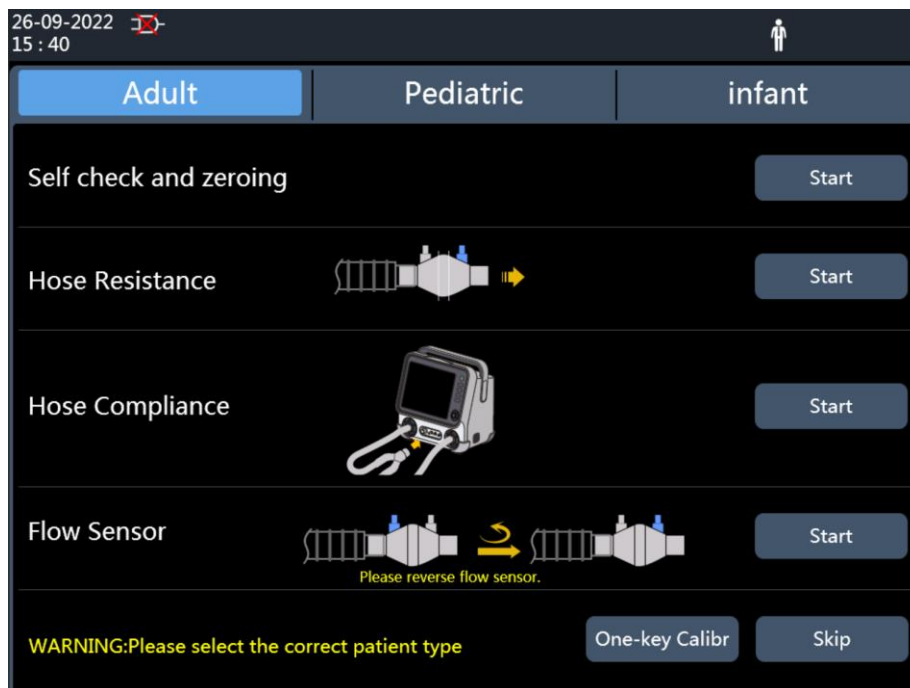 26-09-2022
15 : 40
Adult
Pediatric
infant
Self check and zeroing
Start
Hose Resistance
Start
Hose Compliance
Start
Flow Sensor
Start
Please reverse flow sensor.
WARNING:Please select the correct patient type
One-key Calibr
Skip